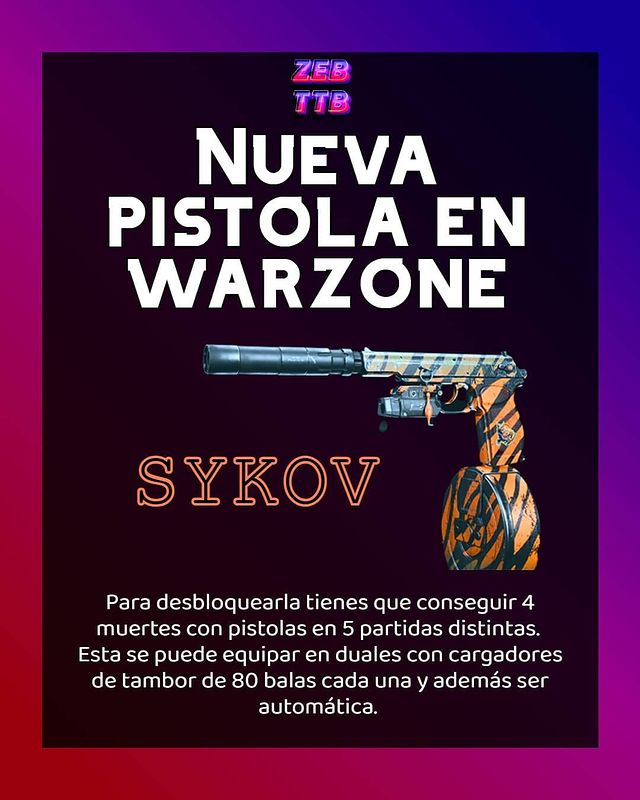 ZEB
TTB
NUEVA
PISTOLA EN
WARZONE
SYKOV
Para desbloquearla tienes que conseguir 4
muertes con pistolas en 5 partidas distintas.
Esta se puede equipar en duales con cargadores
de tambor de 80 balas cada una y además ser
automática.